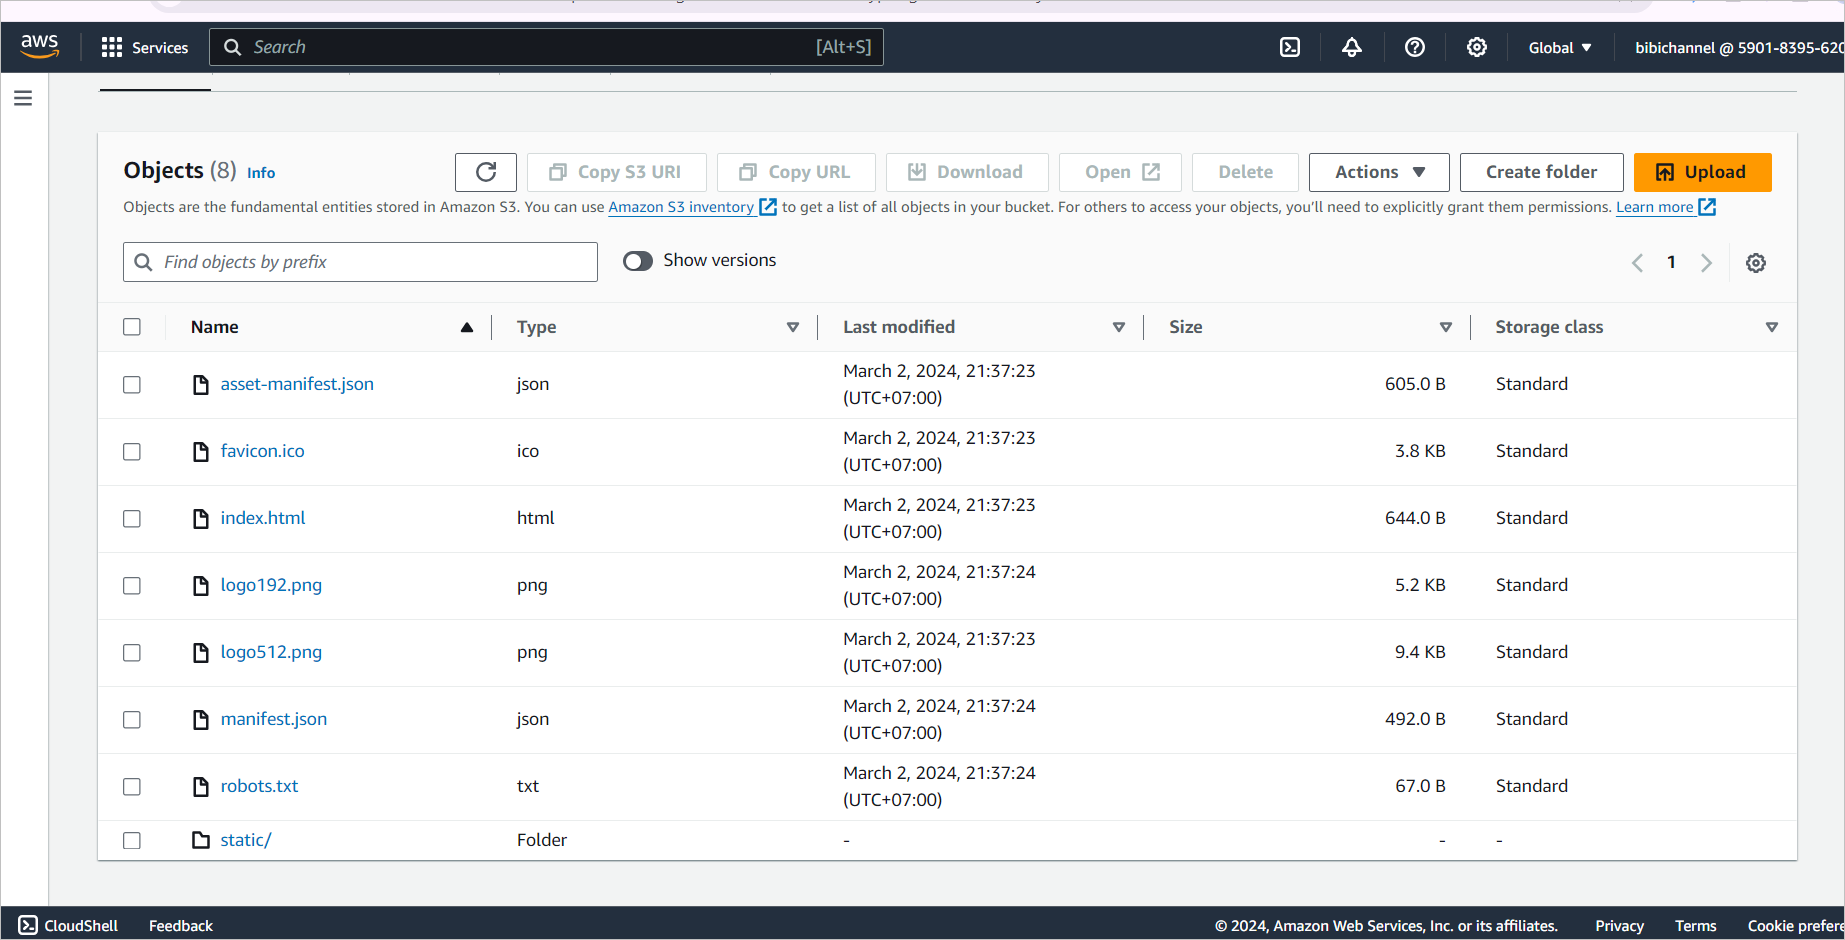 aws Services Search [Alt+S] Global bibichannel @ 5901-8395-620
Objects (8) Info Copy S3 URI Copy URL Download Open Delete Actions Create folder Upload
Objects are the fundamental entities stored in Amazon S3. You can use Amazon S3 inventory to get a list of all objects in your bucket. For others to access your objects, you'll need to explicitly grant them permissions. Learn more
Find objects by prefix Show versions 1
Name Type Last modified Size Storage class
asset-manifest.json json March 2, 2024, 21:37:23 (UTC+07:00) 605.0 B Standard
favicon.ico ico March 2, 2024, 21:37:23 (UTC+07:00) 3.8 KB Standard
index.html html March 2, 2024, 21:37:23 (UTC+07:00) 644.0 B Standard
logo192.png png March 2, 2024, 21:37:24 (UTC+07:00) 5.2 KB Standard
logo512.png png March 2, 2024, 21:37:23 (UTC+07:00) 9.4 KB Standard
manifest.json json March 2, 2024, 21:37:24 (UTC+07:00) 492.0 B Standard
robots.txt txt March 2, 2024, 21:37:24 (UTC+07:00) 67.0 B Standard
static/ Folder - - -
CloudShell Feedback © 2024, Amazon Web Services, Inc. or its affiliates. Privacy Terms Cookie prefere